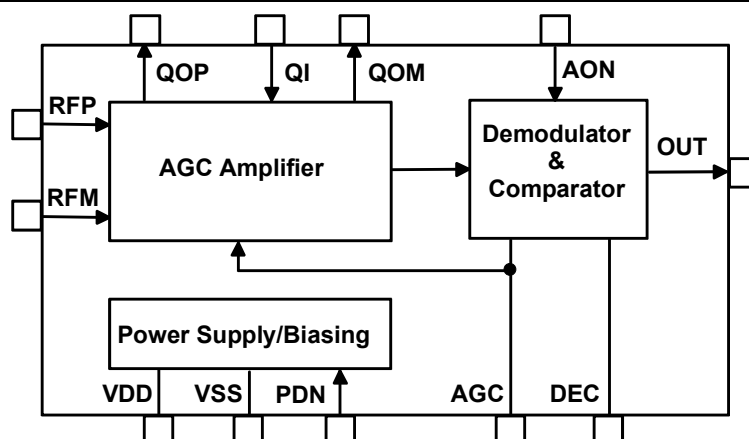 QOP
QI
QOM
AON
RFP
RFM
AGC Amplifier
Demodulator
&
Comparator
OUT
Power Supply/Biasing
VDD
VSS
PDN
AGC
DEC